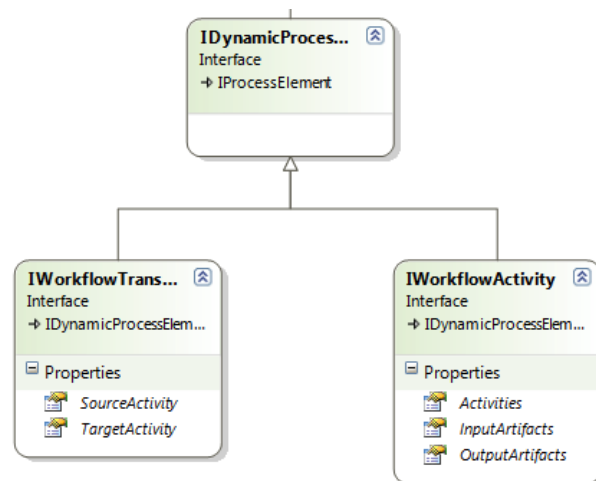 IDynamicProces...
Interface
IProcessElement
IWorkflowTrans...
Interface
IDynamicProcessElem...
Properties
SourceActivity
TargetActivity
IWorkflowActivity
Interface
IDynamicProcessElem...
Properties
Activities
InputArtifacts
OutputArtifacts